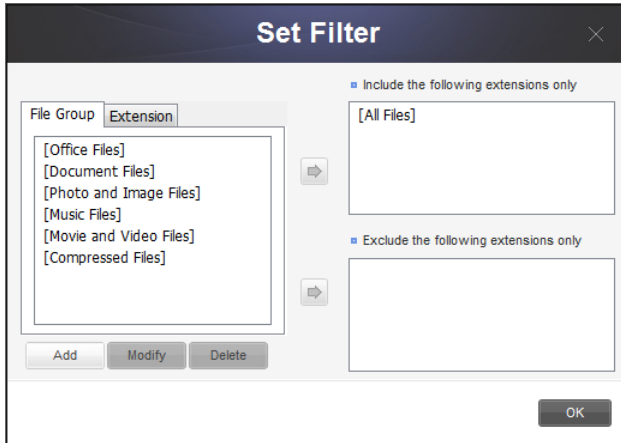 Set Filter
Include the following extensions only
File Group
Extension
[All Files]
[Office Files]
[Document Files]
[Photo and Image Files]
[Music Files]
[Movie and Video Files]
[Compressed Files]
Exclude the following extensions only
Add
Modify
Delete
OK